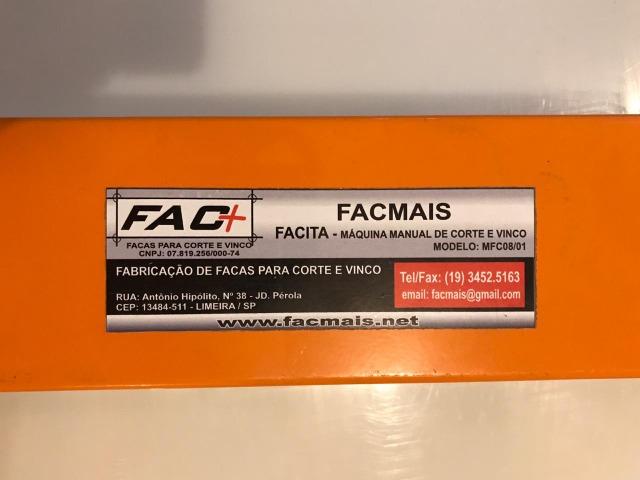 FAC+
FACAS PARA CORTE E VINCO
CNPJ: 07.819.256/000-74
FACMAIS
FACITA - MÁQUINA MANUAL DE CORTE E VINCO
MODELO: MFC08/01
FABRICAÇÃO DE FACAS PARA CORTE E VINCO
RUA: Antônio Hipólito, Nº 38 - JD. Pérola
CEP: 13484-511 - LIMEIRA / SP
Tel/Fax: (19) 3452.5163
email: facmais@gmail.com
www.facmais.net